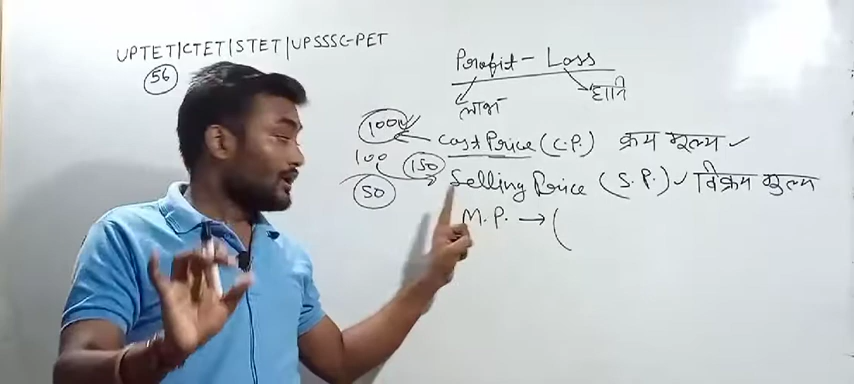 UPTET|CTET|STET|UPSSSC-PET
56
Profit - Loss
लाभ हानि
100 Cost Price (C.P.) क्रय मूल्य
100 150
Selling Price (S.P.) विक्रय मूल्य
50
M.P. → (